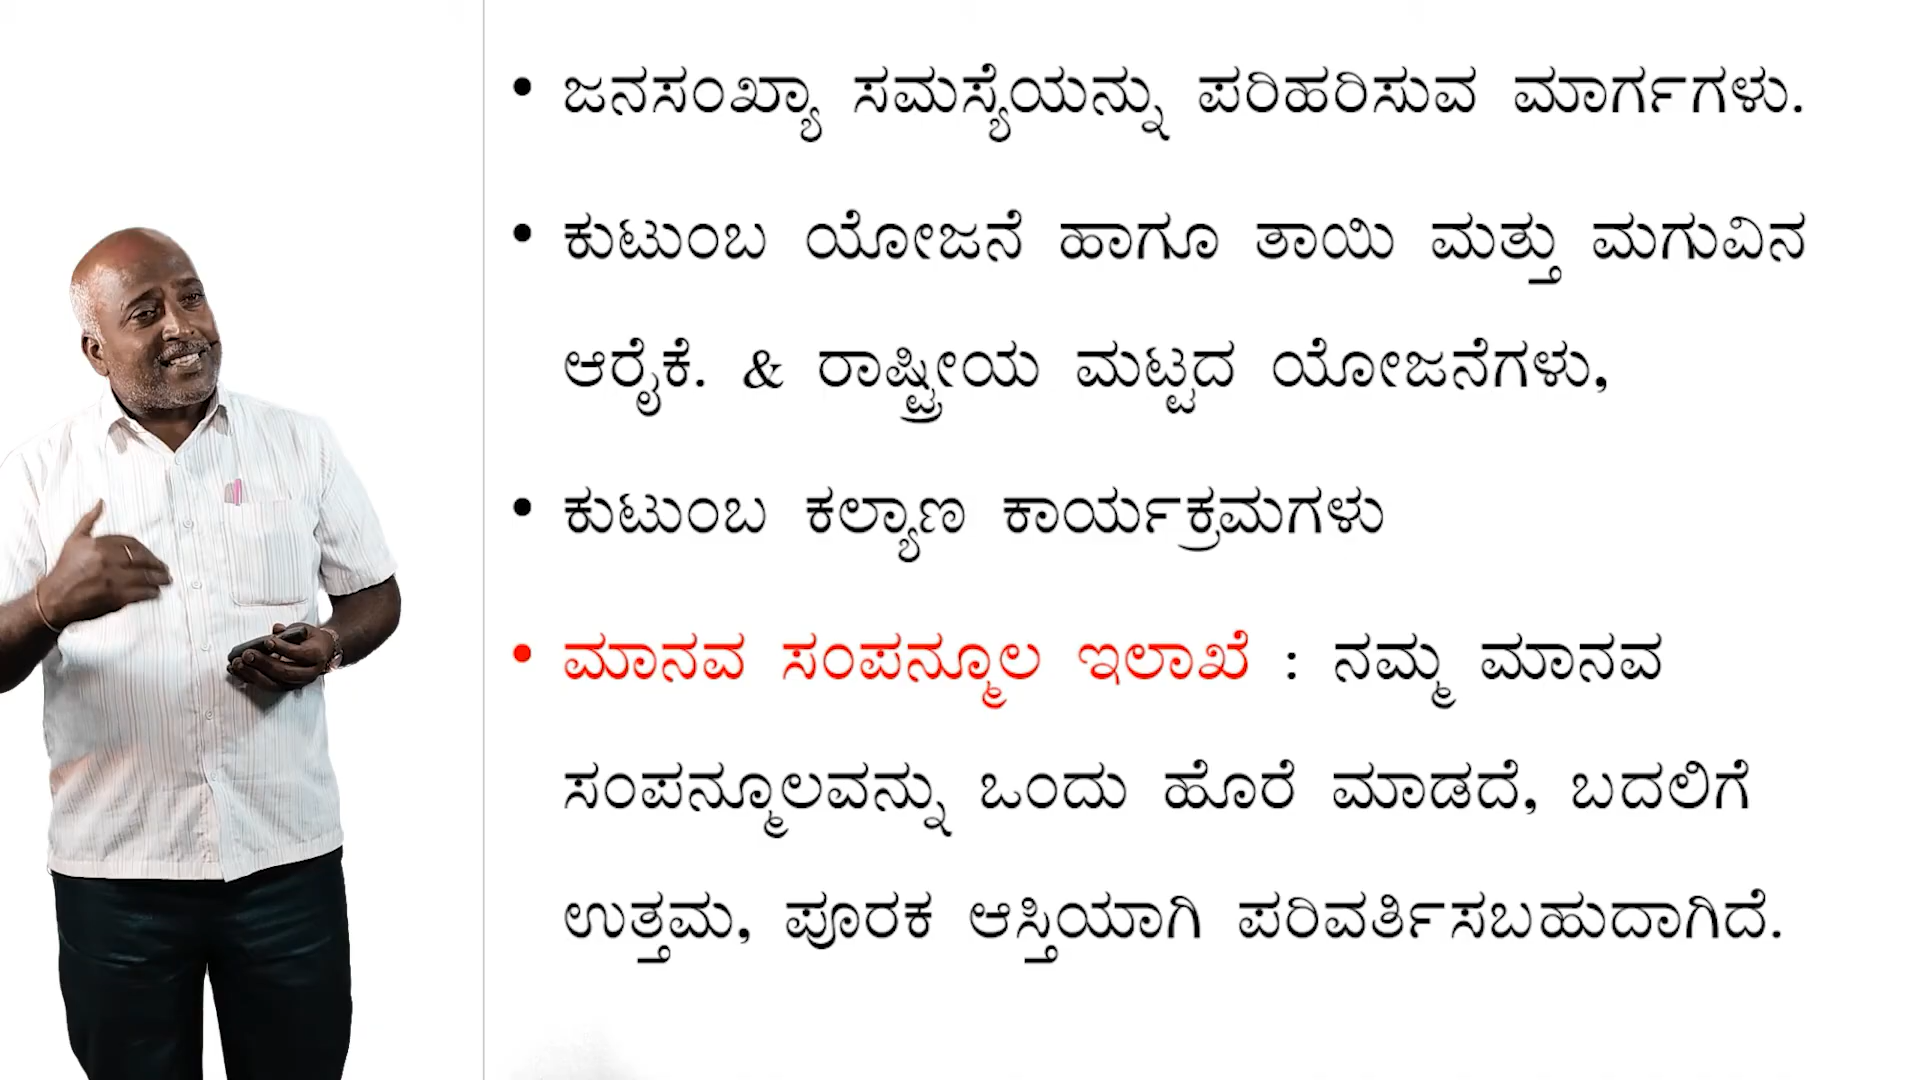 • ಜನಸಂಖ್ಯಾ ಸಮಸ್ಯೆಯನ್ನು ಪರಿಹರಿಸುವ ಮಾರ್ಗಗಳು.
• ಕುಟುಂಬ ಯೋಜನೆ ಹಾಗೂ ತಾಯಿ ಮತ್ತು ಮಗುವಿನ
ಆರೈಕೆ. & ರಾಷ್ಟ್ರೀಯ ಮಟ್ಟದ ಯೋಜನೆಗಳು,
• ಕುಟುಂಬ ಕಲ್ಯಾಣ ಕಾರ್ಯಕ್ರಮಗಳು
• ಮಾನವ ಸಂಪನ್ಮೂಲ ಇಲಾಖೆ : ನಮ್ಮ ಮಾನವ
ಸಂಪನ್ಮೂಲವನ್ನು ಒಂದು ಹೊರೆ ಮಾಡದೆ, ಬದಲಿಗೆ
ಉತ್ತಮ, ಪೂರಕ ಆಸ್ತಿಯಾಗಿ ಪರಿವರ್ತಿಸಬಹುದಾಗಿದೆ.